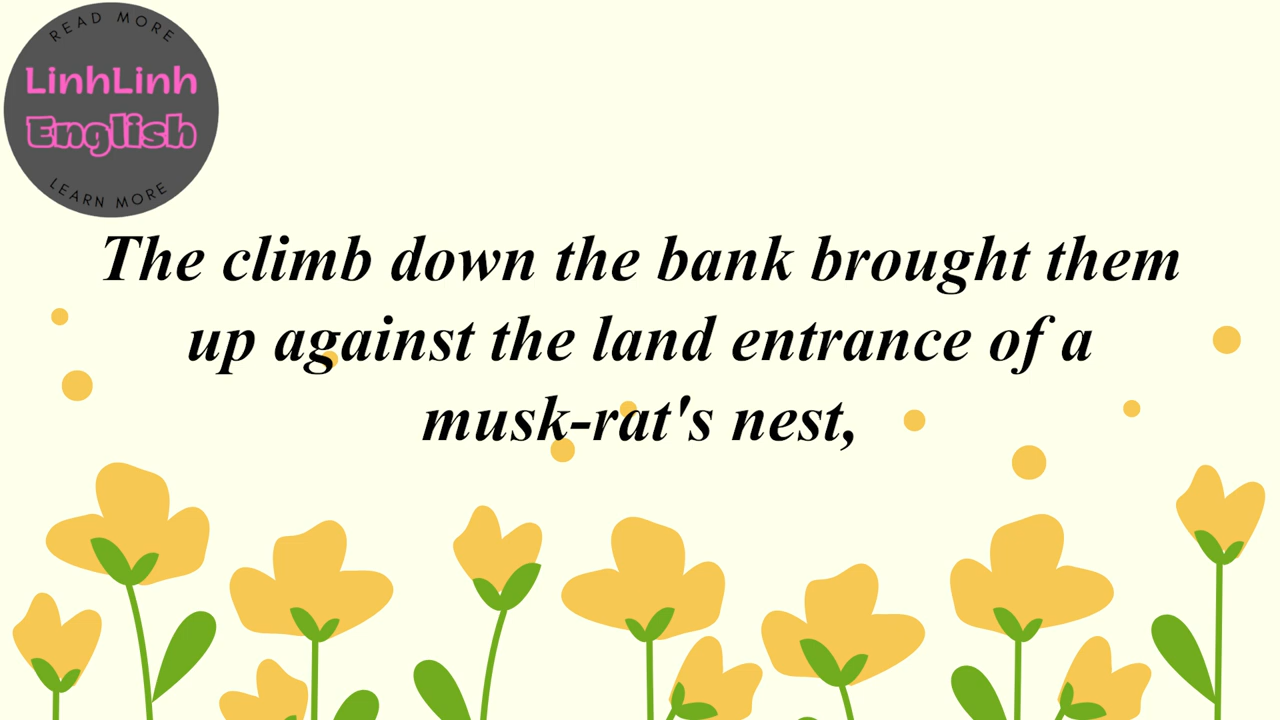 READ MORE
LinhLinh
English
LEARN MORE
The climb down the bank brought them
up against the land entrance of a
musk-rat's nest,